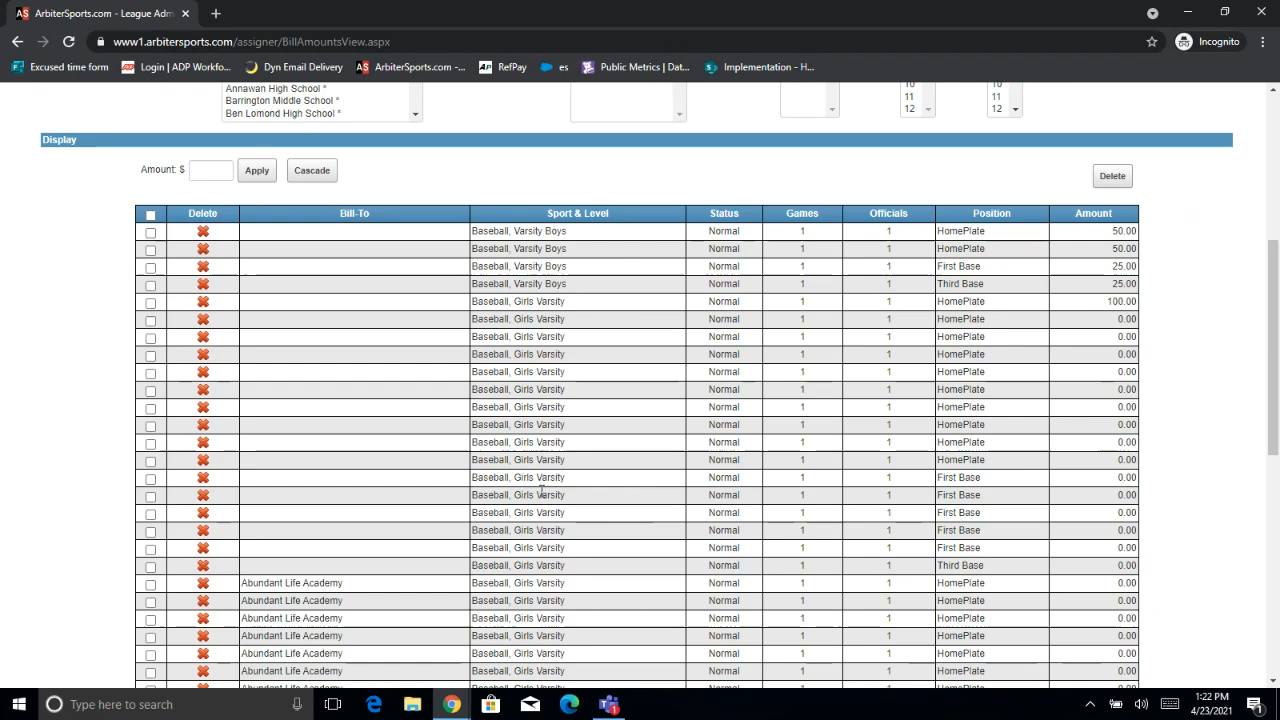 ArbiterSports.com - League Adm
www1.arbitersports.com/assigner/BillAmountsView.aspx
Incognito
Excused time form
Login | ADP Workfo...
Dyn Email Delivery
ArbiterSports.com -...
RefPay
es
Public Metrics | Dat...
Implementation - H...
Annawan High School *
Barrington Middle School *
Ben Lomond High School *
10
11
12
10
11
12
Display
Amount: $
Apply
Cascade
Delete
Delete Bill-To Sport & Level Status Games Officials Position Amount
Baseball, Varsity Boys Normal 1 1 HomePlate 50.00
Baseball, Varsity Boys Normal 1 1 HomePlate 50.00
Baseball, Varsity Boys Normal 1 1 First Base 25.00
Baseball, Varsity Boys Normal 1 1 Third Base 25.00
Baseball, Girls Varsity Normal 1 1 HomePlate 100.00
Baseball, Girls Varsity Normal 1 1 HomePlate 0.00
Baseball, Girls Varsity Normal 1 1 HomePlate 0.00
Baseball, Girls Varsity Normal 1 1 HomePlate 0.00
Baseball, Girls Varsity Normal 1 1 HomePlate 0.00
Baseball, Girls Varsity Normal 1 1 HomePlate 0.00
Baseball, Girls Varsity Normal 1 1 HomePlate 0.00
Baseball, Girls Varsity Normal 1 1 HomePlate 0.00
Baseball, Girls Varsity Normal 1 1 HomePlate 0.00
Baseball, Girls Varsity Normal 1 1 HomePlate 0.00
Baseball, Girls Varsity Normal 1 1 First Base 0.00
Baseball, Girls Varsity Normal 1 1 First Base 0.00
Baseball, Girls Varsity Normal 1 1 First Base 0.00
Baseball, Girls Varsity Normal 1 1 First Base 0.00
Baseball, Girls Varsity Normal 1 1 First Base 0.00
Baseball, Girls Varsity Normal 1 1 Third Base 0.00
Abundant Life Academy Baseball, Girls Varsity Normal 1 1 HomePlate 0.00
Abundant Life Academy Baseball, Girls Varsity Normal 1 1 HomePlate 0.00
Abundant Life Academy Baseball, Girls Varsity Normal 1 1 HomePlate 0.00
Abundant Life Academy Baseball, Girls Varsity Normal 1 1 HomePlate 0.00
Abundant Life Academy Baseball, Girls Varsity Normal 1 1 HomePlate 0.00
Abundant Life Academy Baseball, Girls Varsity Normal 1 1 HomePlate 0.00
Type here to search
1:22 PM
4/23/2021